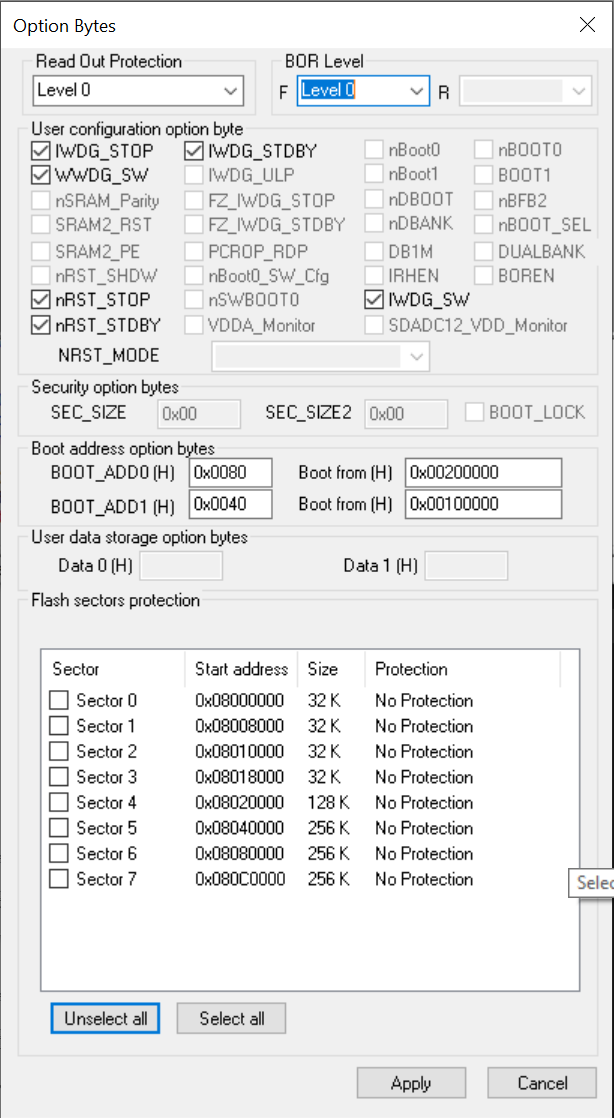 Option Bytes
Read Out Protection BOR Level
Level 0 F Level 0 R
User configuration option byte
IWDG_STOP IWDG_STDBY nBoot0 nBOOT0
WWDG_SW IWDG_ULP nBoot1 BOOT1
nSRAM_Parity FZ_IWDG_STOP nDBOOT nBFB2
SRAM2_RST FZ_IWDG_STDBY nDBANK nBOOT_SEL
SRAM2_PE PCROP_RDP DB1M DUALBANK
nRST_SHDW nBoot0_SW_Cfg IRHEN BOREN
nRST_STOP nSWBOOT0 IWDG_SW
nRST_STDBY VDDA_Monitor SDADC12_VDD_Monitor
NRST_MODE
Security option bytes
SEC_SIZE 0x00 SEC_SIZE2 0x00 BOOT_LOCK
Boot address option bytes
BOOT_ADD0 (H) 0x0080 Boot from (H) 0x00200000
BOOT_ADD1 (H) 0x0040 Boot from (H) 0x00100000
User data storage option bytes
Data 0 (H) Data 1 (H)
Flash sectors protection
Sector Start address Size Protection
Sector 0 0x08000000 32 K No Protection
Sector 1 0x08008000 32 K No Protection
Sector 2 0x08010000 32 K No Protection
Sector 3 0x08018000 32 K No Protection
Sector 4 0x08020000 128 K No Protection
Sector 5 0x08040000 256 K No Protection
Sector 6 0x08080000 256 K No Protection
Sector 7 0x080C0000 256 K No Protection
Selec
Unselect all Select all
Apply Cancel